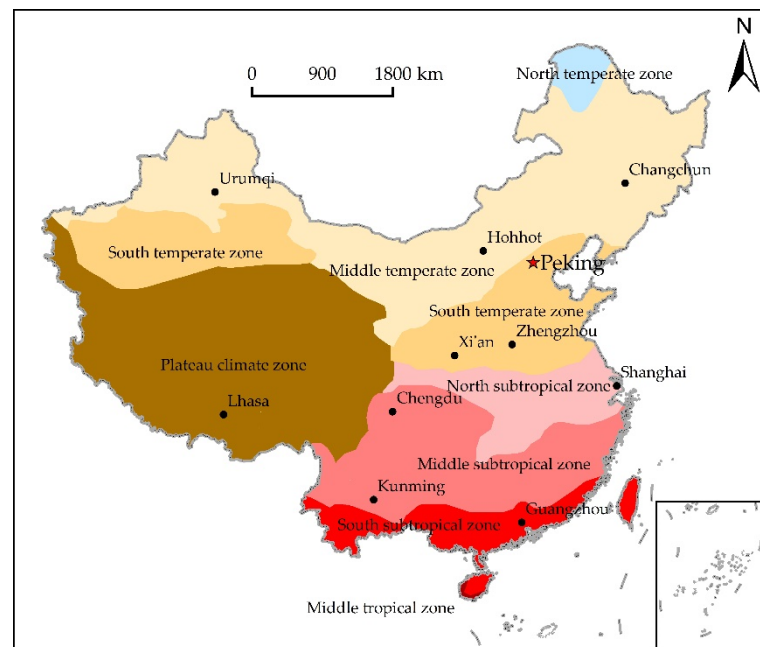 N
0 900 1800 km
North temperate zone
Changchun
Urumqi
Hohhot
South temperate zone
Middle temperate zone
Peking
South temperate zone
Zhengzhou
Xi'an
Plateau climate zone
North subtropical zone
Shanghai
Lhasa
Chengdu
Middle subtropical zone
Kunming
Guangzhou
South subtropical zone
Middle tropical zone